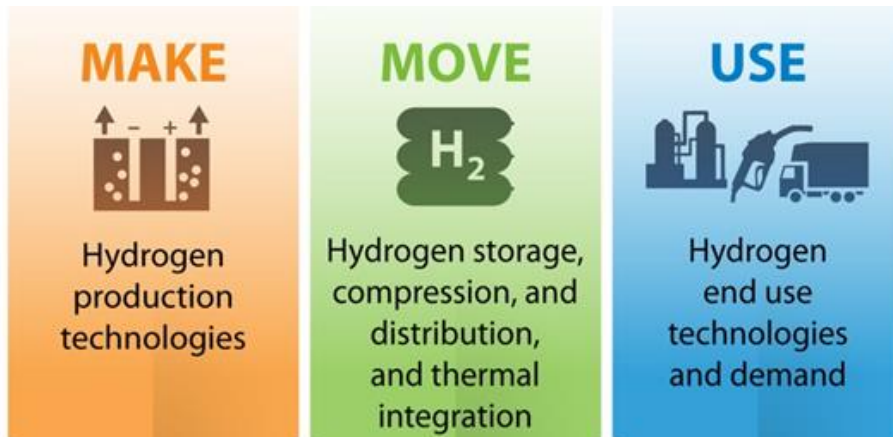 MAKE
- +
Hydrogen
production
technologies
MOVE
H₂
Hydrogen storage,
compression, and
distribution,
and thermal
integration
USE
Hydrogen
end use
technologies
and demand